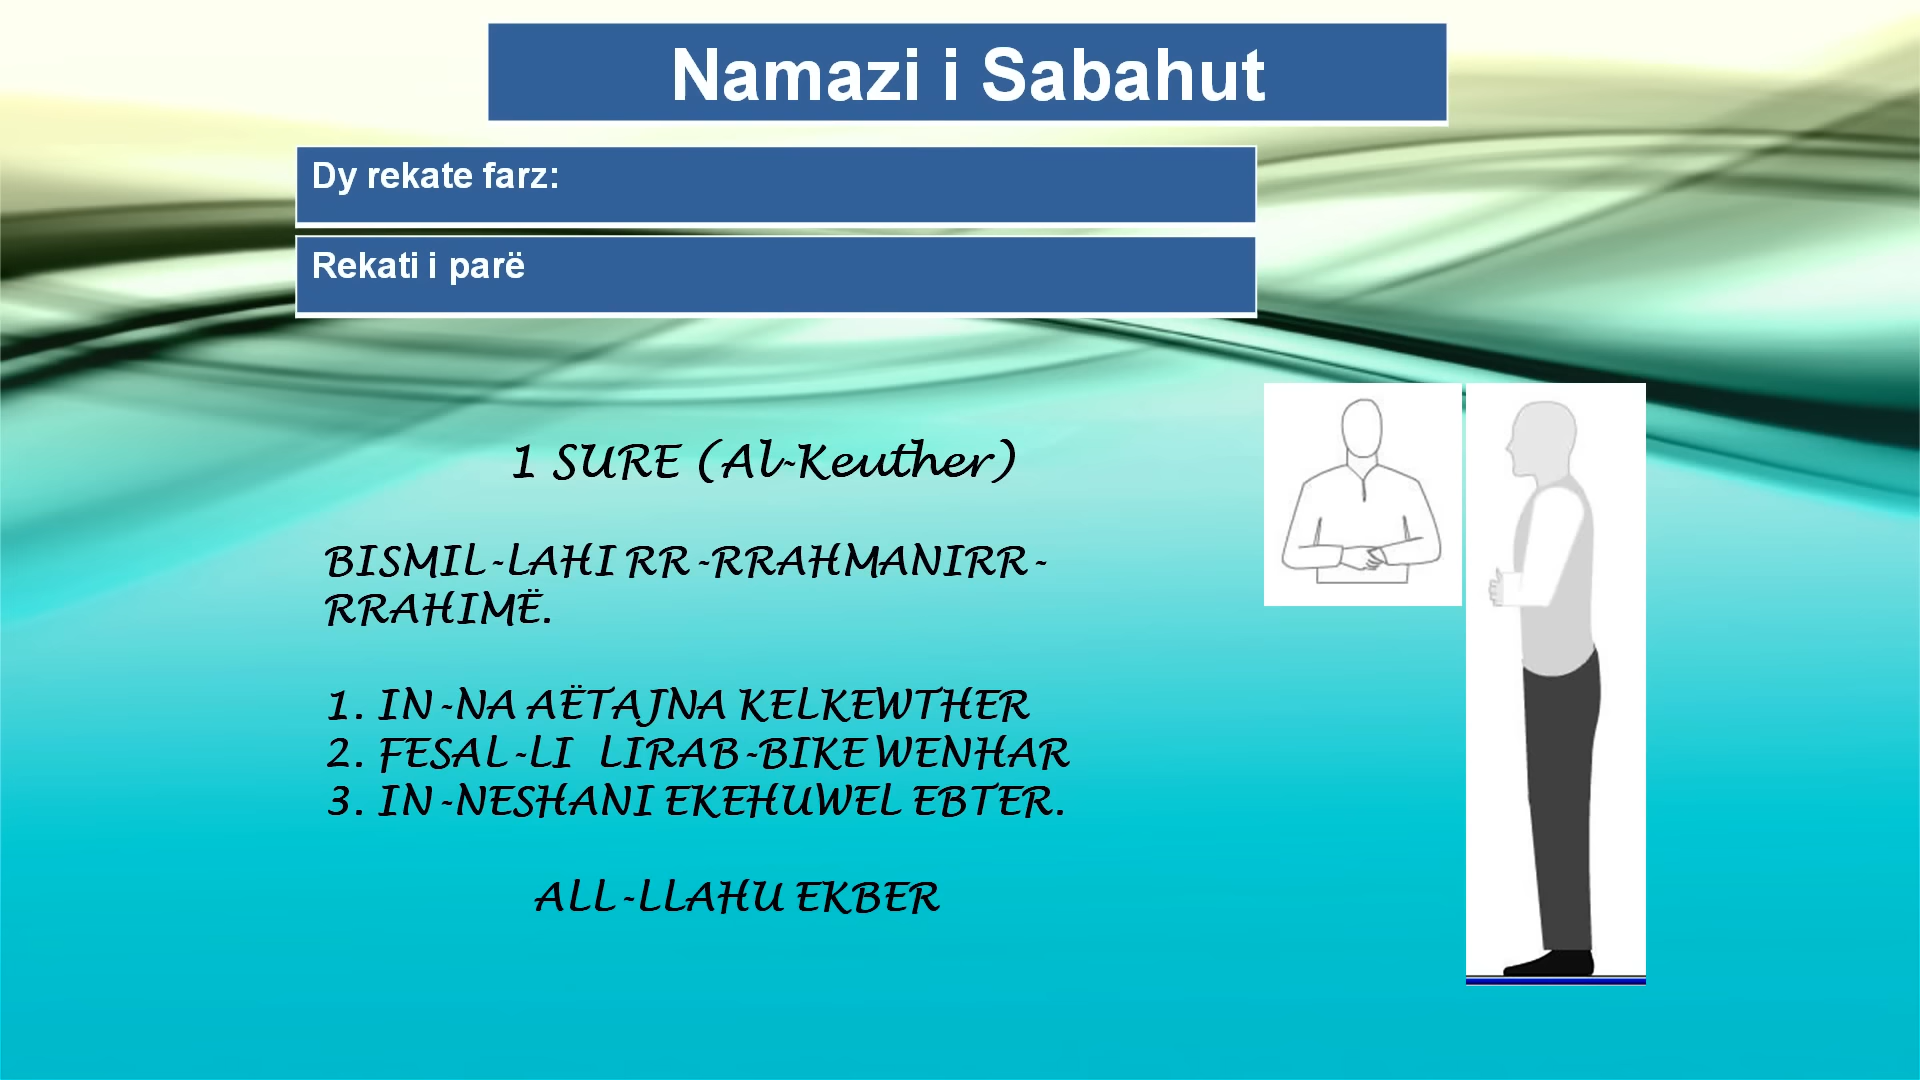 Namazi i Sabahut
Dy rekate farz:
Rekati i parë
1 SURE (Al-Keuther)
BISMIL-LAHI RR-RRAHMANIRR-
RRAHIMË.
1. IN-NA AËTAJNA KELKEWTHER
2. FESAL-LI LIRAB-BIKE WENHAR
3. IN-NESHANI EKEHUWEL EBTER.
ALL-LLAHU EKBER